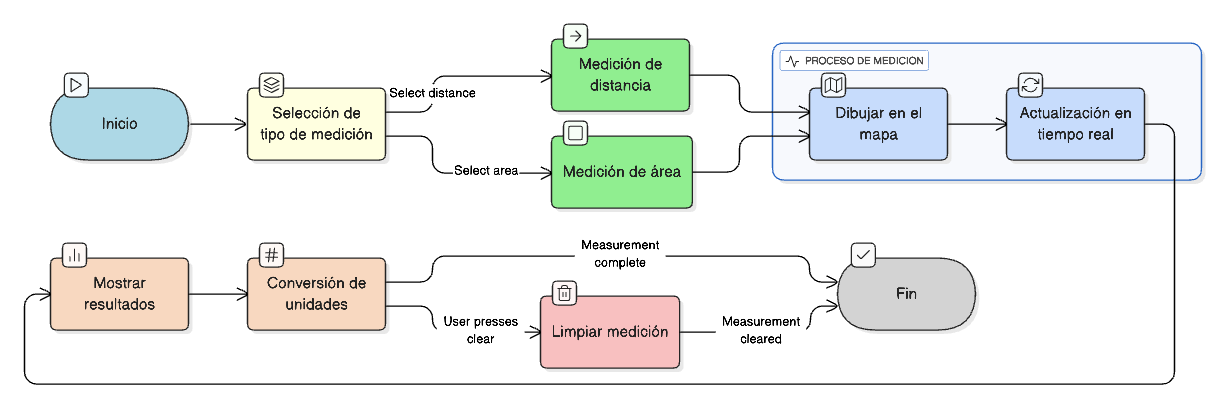 Inicio
Selección de
tipo de medición
Select distance
Select area
Medición de
distancia
Medición de área
PROCESO DE MEDICION
Dibujar en el
mapa
Actualización en
tiempo real
Mostrar
resultados
Conversión de
unidades
Measurement
complete
User presses
clear
Limpiar medición
Measurement
cleared
Fin